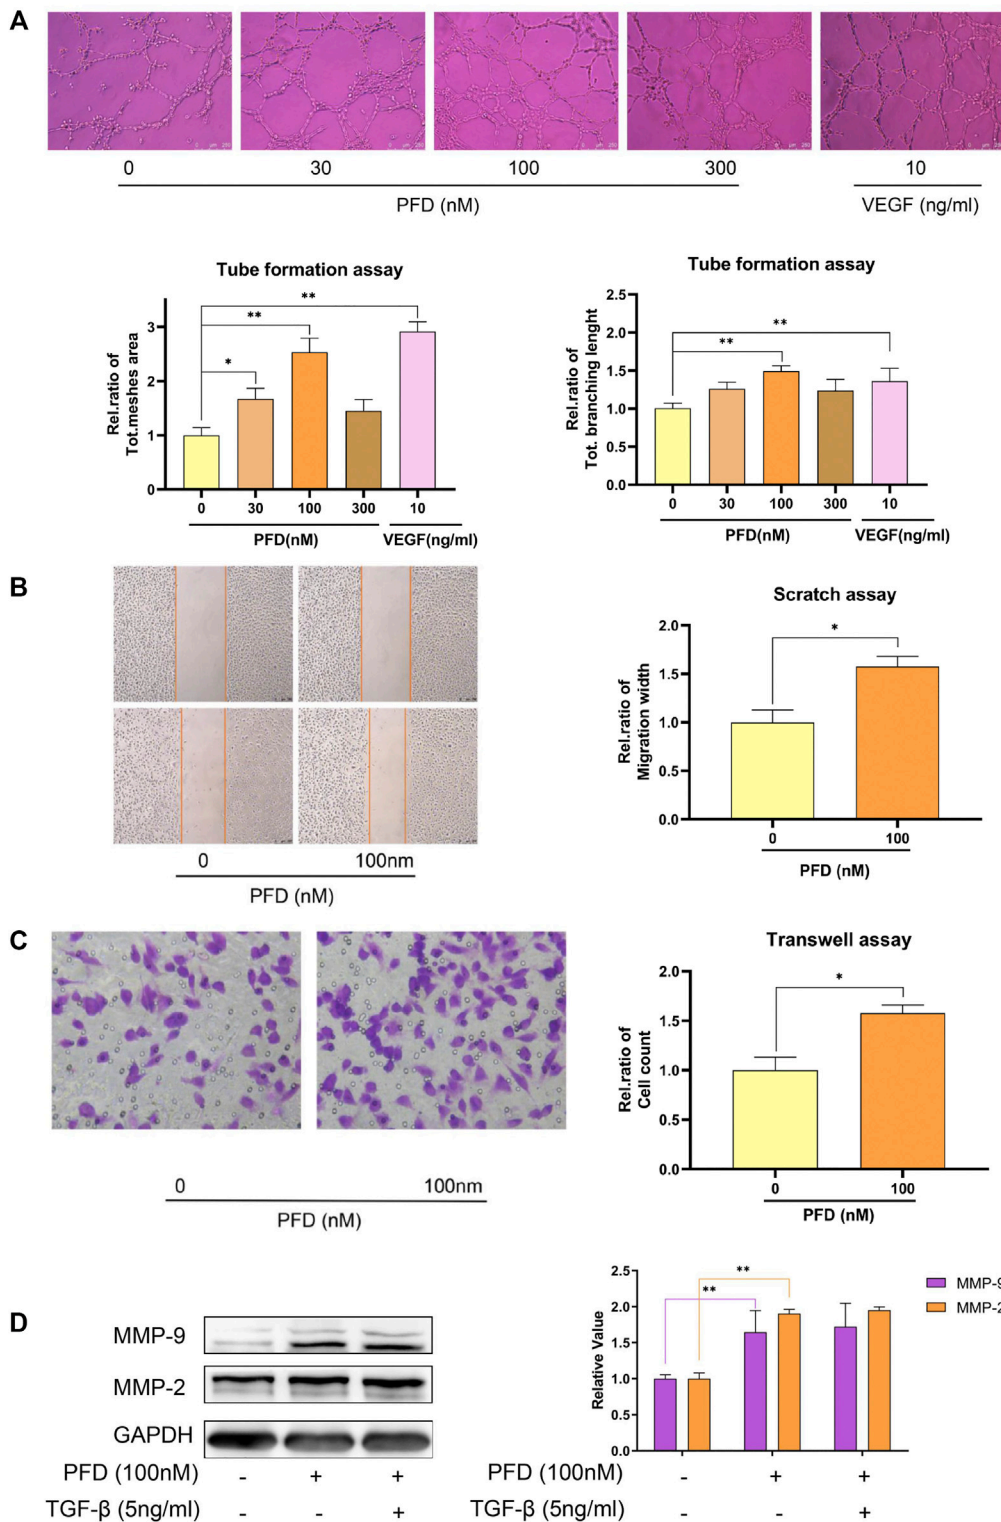 A
0 30 100 300 10
PFD (nM) VEGF (ng/ml)
Tube formation assay
Rel.ratio of
Tot.meshes area
3
2
1
0
* ** **
0 30 100 300 10
PFD(nM) VEGF(ng/ml)
Tube formation assay
Rel.ratio of
Tot. branching lenght
2.5
2.0
1.5
1.0
0.5
0.0
** **
0 30 100 300 10
PFD(nM) VEGF(ng/ml)
B
0 100nm
PFD (nM)
Scratch assay
Rel.ratio of
Migration width
2.0
1.5
1.0
0.5
0.0
*
0 100
PFD (nM)
C
0 100nm
PFD (nM)
Transwell assay
Rel.ratio of
Cell count
2.0
1.5
1.0
0.5
0.0
*
0 100
PFD (nM)
D
MMP-9
MMP-2
GAPDH
PFD (100nM) - + +
TGF-β (5ng/ml) - - +
Relative Value
2.5
2.0
1.5
1.0
0.5
0.0
** **
MMP-9
MMP-2
PFD (100nM) - + +
TGF-β (5ng/ml) - - +